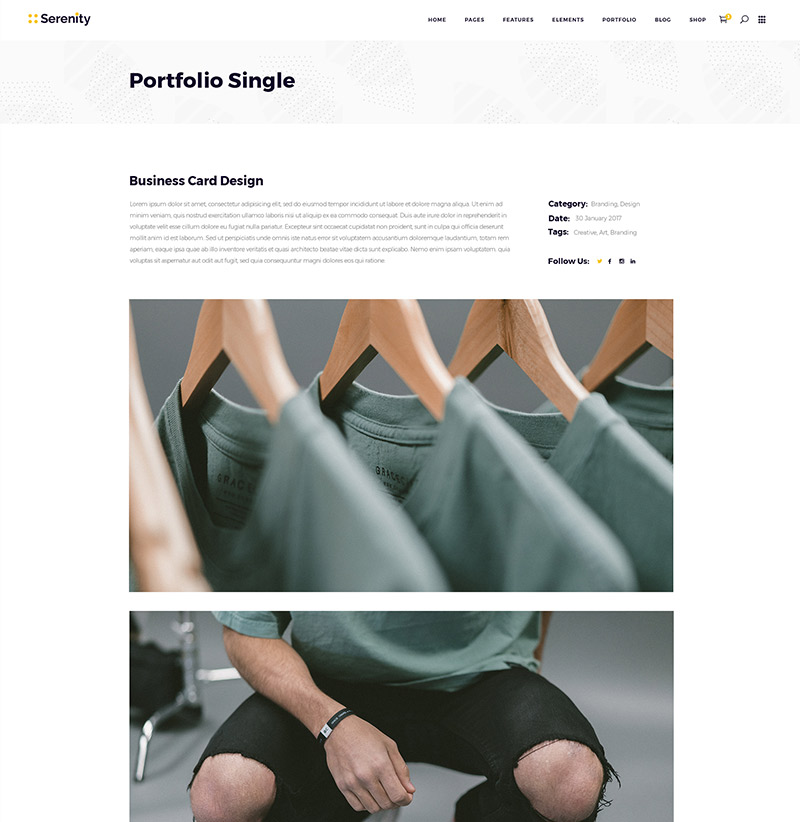 Serenity
HOME PAGES FEATURES ELEMENTS PORTFOLIO BLOG SHOP
Portfolio Single
Business Card Design
Lorem ipsum dolor sit amet, consectetur adipisicing elit, sed do eiusmod tempor incididunt ut labore et dolore magna aliqua. Ut enim ad
minim veniam, quis nostrud exercitation ullamco laboris nisi ut aliquip ex ea commodo consequat. Duis aute irure dolor in reprehenderit in
voluptate velit esse cillum dolore eu fugiat nulla pariatur. Excepteur sint occaecat cupidatat non proident, sunt in culpa qui officia deserunt
mollit anim id est laborum. Sed ut perspiciatis unde omnis iste natus error sit voluptatem accusantium doloremque laudantium, totam rem
aperiam, eaque ipsa quae ab illo inventore veritatis et quasi architecto beatae vitae dicta sunt explicabo. Nemo enim ipsam voluptatem, quia
voluptas sit aspernatur aut odit aut fugit, sed quia consequuntur magni dolores eos qui ratione.
Category: Branding, Design
Date: 30 January 2017
Tags: Creative, Art, Branding
Follow Us: